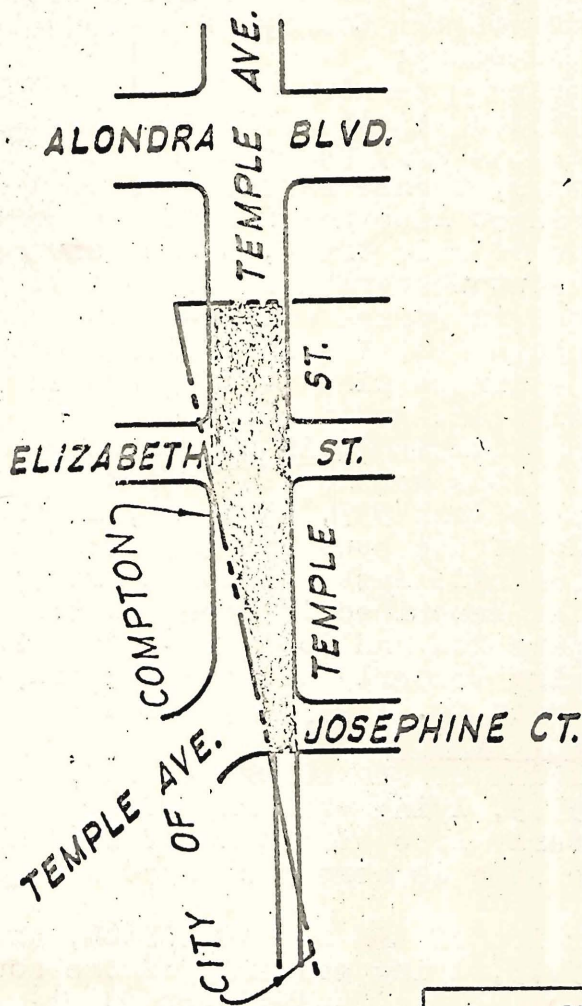 TEMPLE AVE.
ALONDRA BLVD.
TEMPLE ST.
ELIZABETH ST.
CITY OF COMPTON
JOSEPHINE CT.
TEMPLE AVE.